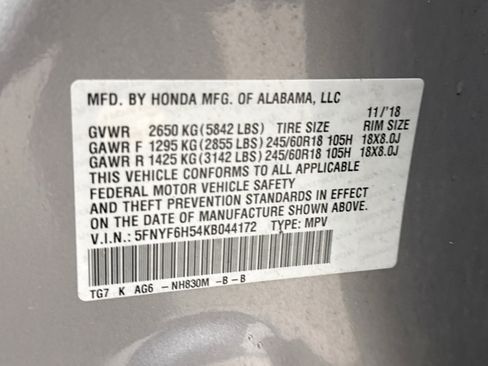 MFD. BY HONDA MFG. OF ALABAMA, LLC
11/'18
GVWR 2650 KG (5842 LBS) TIRE SIZE RIM SIZE
GAWR F 1295 KG (2855 LBS) 245/60R18 105H 18X8.0J
GAWR R 1425 KG (3142 LBS) 245/60R18 105H 18X8.0J
THIS VEHICLE CONFORMS TO ALL APPLICABLE
FEDERAL MOTOR VEHICLE SAFETY
AND THEFT PREVENTION STANDARDS IN EFFECT
ON THE DATE OF MANUFACTURE SHOWN ABOVE.
V.I.N.: 5FNYF6H54KB044172 TYPE: MPV
TG7 K AG6 -NH830M -B -B